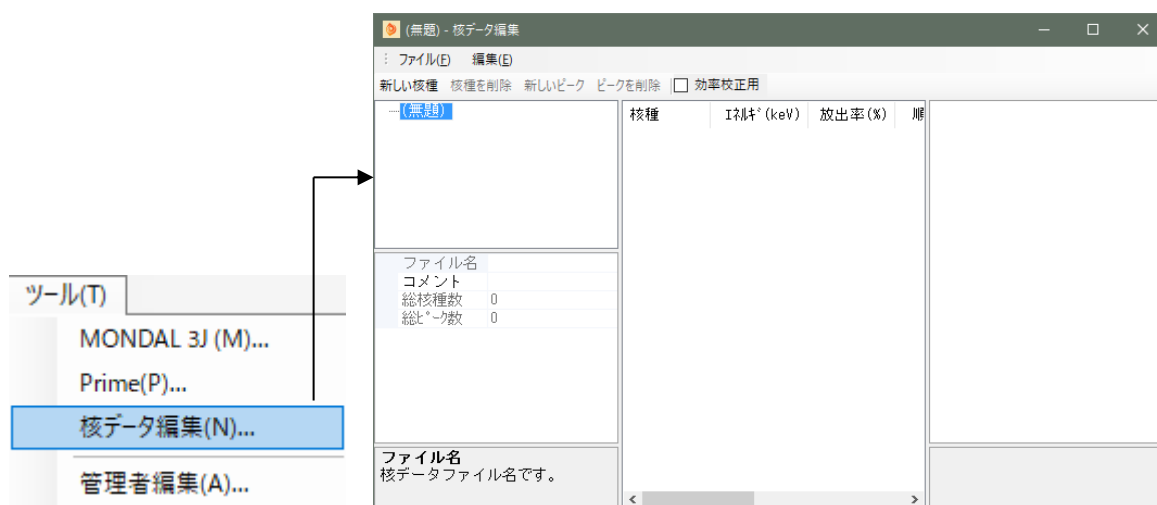 (無題) - 核データ編集
ファイル(F) 編集(E)
新しい核種 核種を削除 新しいピーク ピークを削除 効率校正用
(無題)
核種 エネルギ(keV) 放出率(%) 順
ファイル名
コメント
総核種数 0
総ピーク数 0
ファイル名
核データファイル名です。
ツール(T)
MONDAL 3J (M)...
Prime(P)...
核データ編集(N)...
管理者編集(A)...